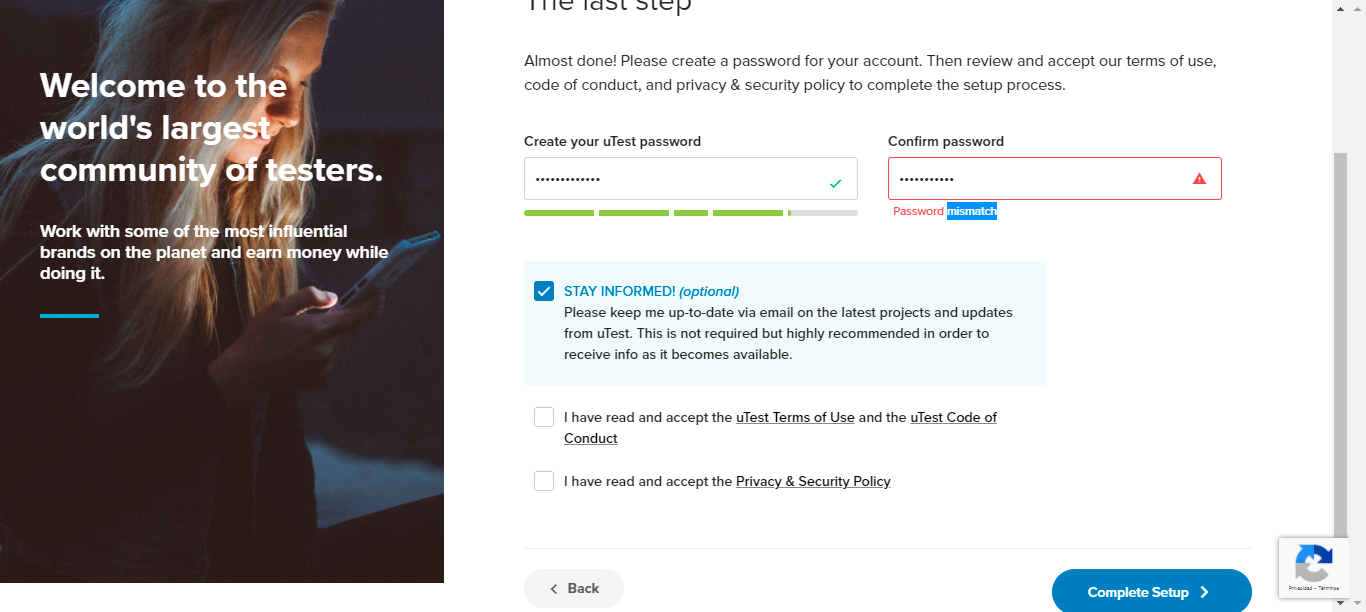 The last step
Welcome to the
world's largest
community of testers.
Work with some of the most influential
brands on the planet and earn money while
doing it.
Almost done! Please create a password for your account. Then review and accept our terms of use,
code of conduct, and privacy & security policy to complete the setup process.
Create your uTest password
Confirm password
•••••••••••••
•••••••••••
Password mismatch
STAY INFORMED! (optional)
Please keep me up-to-date via email on the latest projects and updates
from uTest. This is not required but highly recommended in order to
receive info as it becomes available.
I have read and accept the uTest Terms of Use and the uTest Code of
Conduct
I have read and accept the Privacy & Security Policy
Back
Complete Setup
Privacidad - Términos